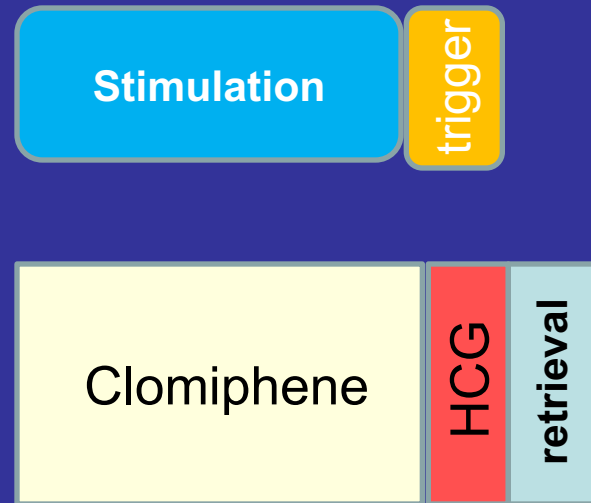 Stimulation
trigger
Clomiphene
HCG
retrieval